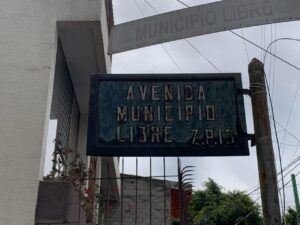 C. MUNICIPIO LIBRE
AVENIDA
MUNICIPIO
LIBRE Z.P.13